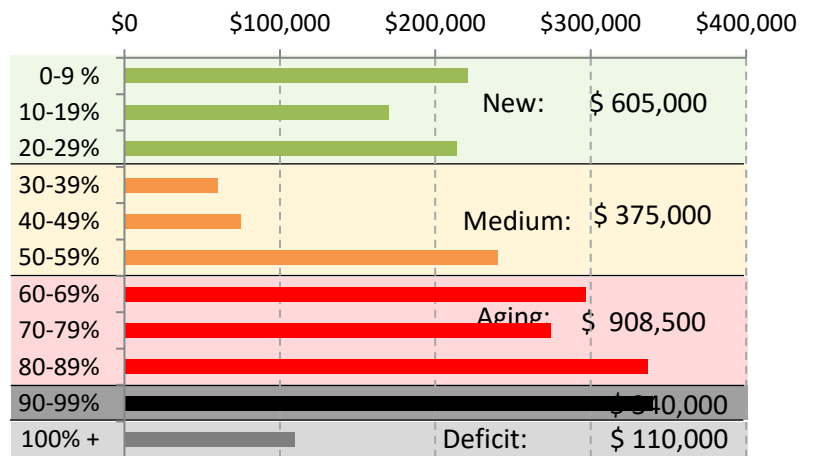 $0 $100,000 $200,000 $300,000 $400,000
0-9 %
10-19% New: $ 605,000
20-29%
30-39%
40-49% Medium: $ 375,000
50-59%
60-69%
70-79% Aging: $ 908,500
80-89%
90-99% $ 340,000
100% + Deficit: $ 110,000